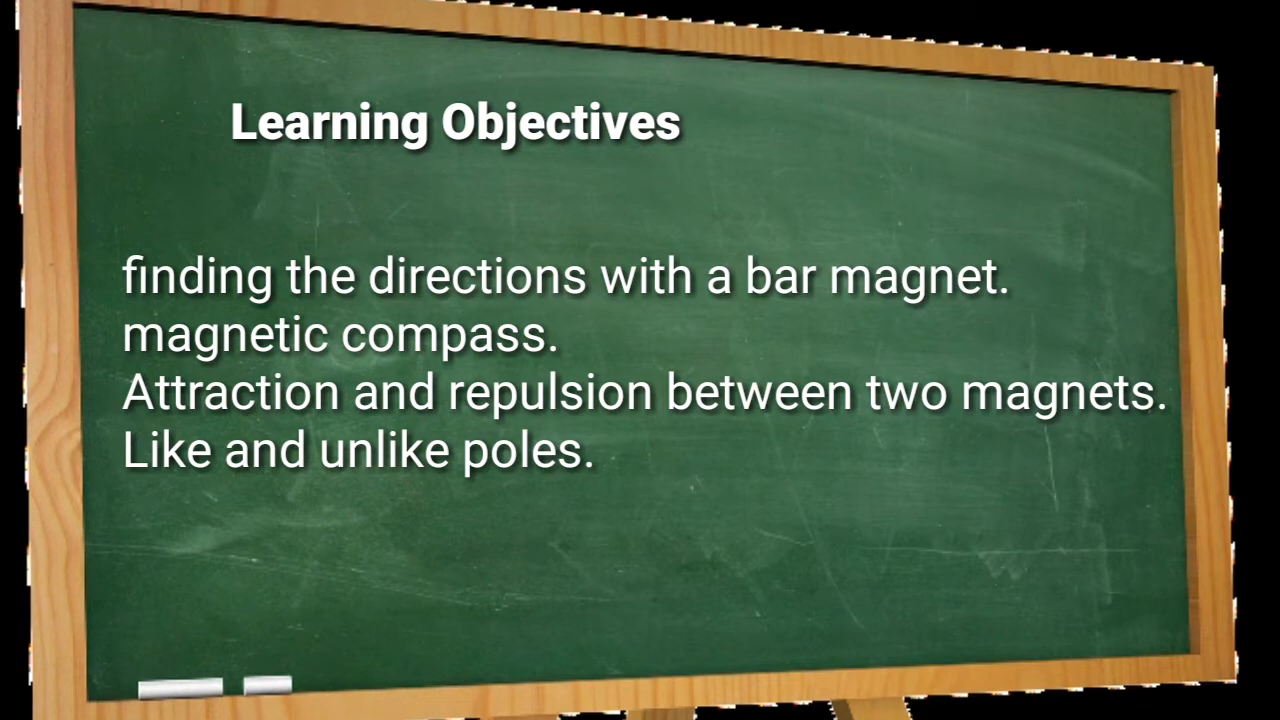 Learning Objectives
finding the directions with a bar magnet.
magnetic compass.
Attraction and repulsion between two magnets.
Like and unlike poles.